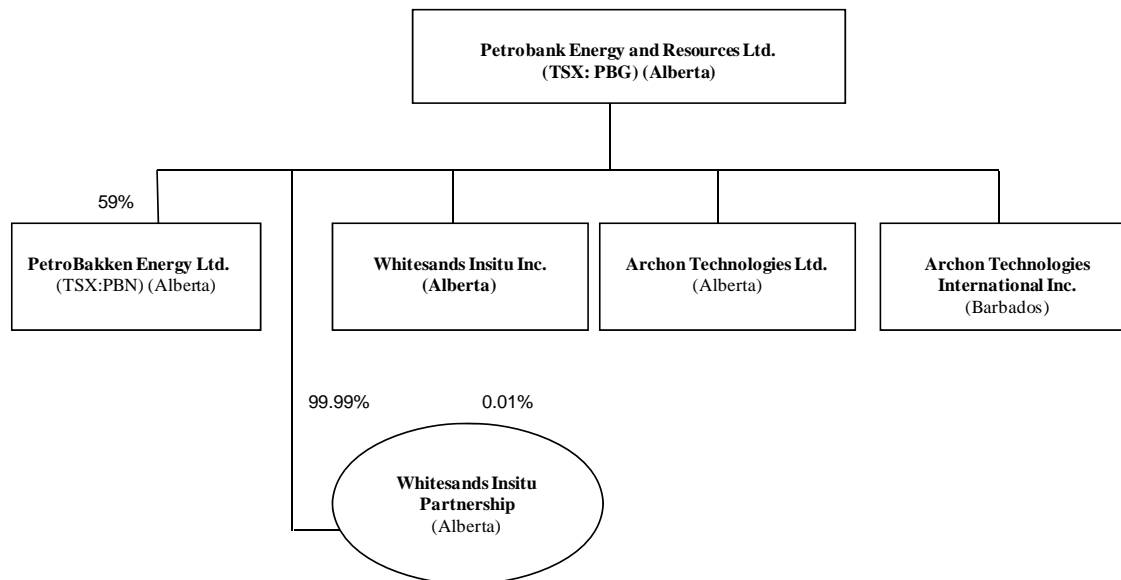 Petrobank Energy and Resources Ltd.
(TSX: PBG) (Alberta)
59%
PetroBakken Energy Ltd.
(TSX:PBN) (Alberta)
Whitesands Insitu Inc.
(Alberta)
Archon Technologies Ltd.
(Alberta)
Archon Technologies
International Inc.
(Barbados)
99.99%
0.01%
Whitesands Insitu
Partnership
(Alberta)